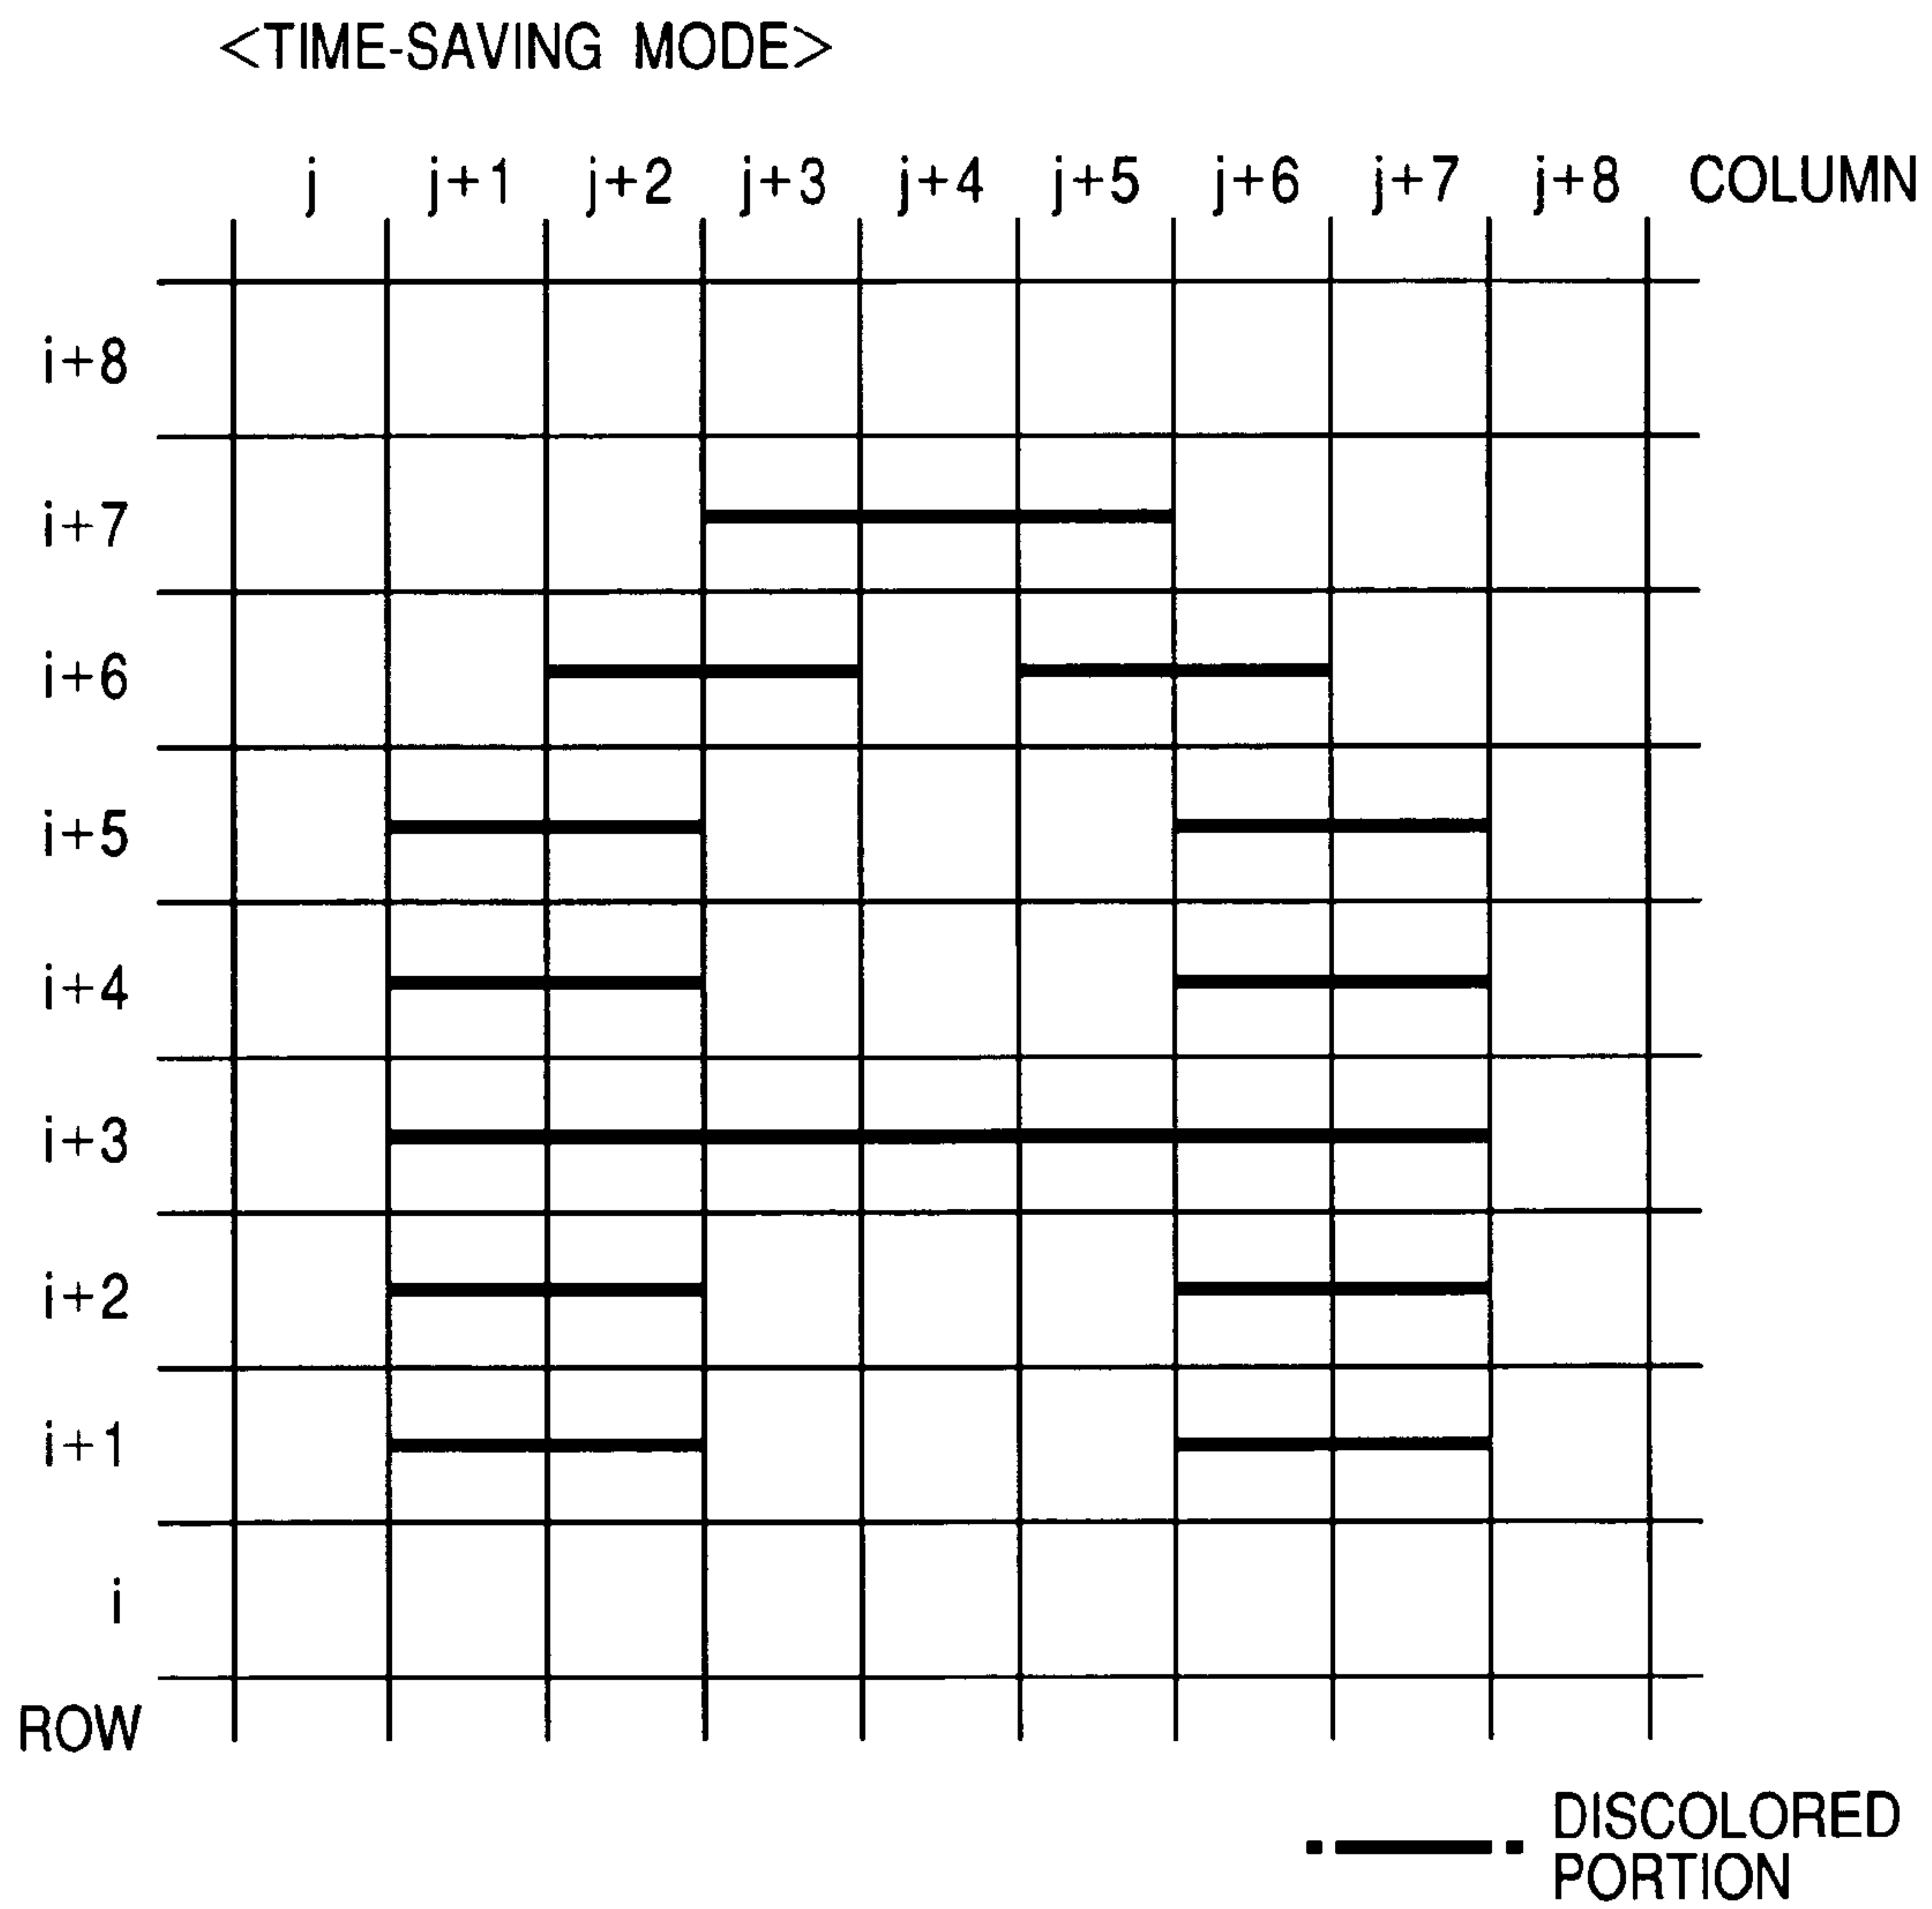 <TIME-SAVING MODE>
j j+1 j+2 j+3 j+4 j+5 j+6 j+7 j+8 COLUMN
i+8
i+7
i+6
i+5
i+4
i+3
i+2
i+1
i
ROW
DISCOLORED
PORTION